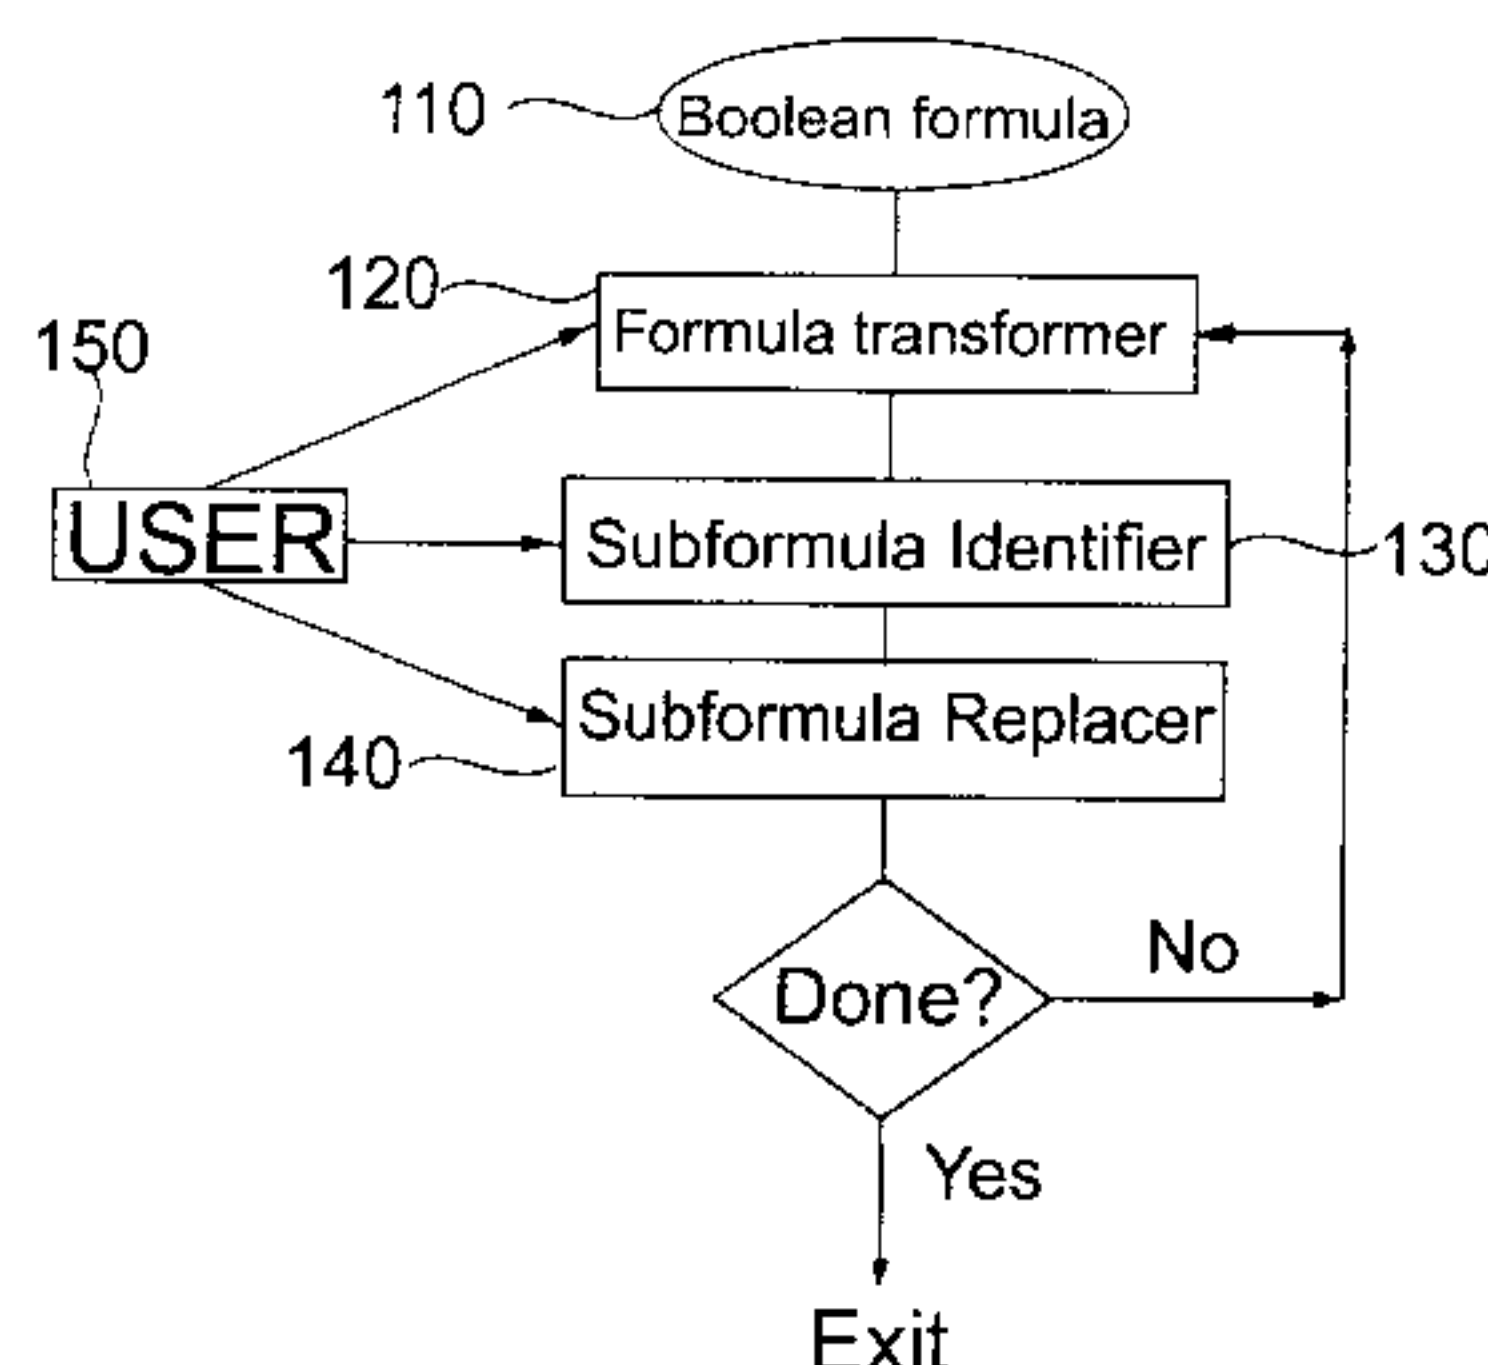 110
Boolean formula
120
Formula transformer
150
USER
Subformula Identifier
130
Subformula Replacer
140
Done?
No
Yes
Exit